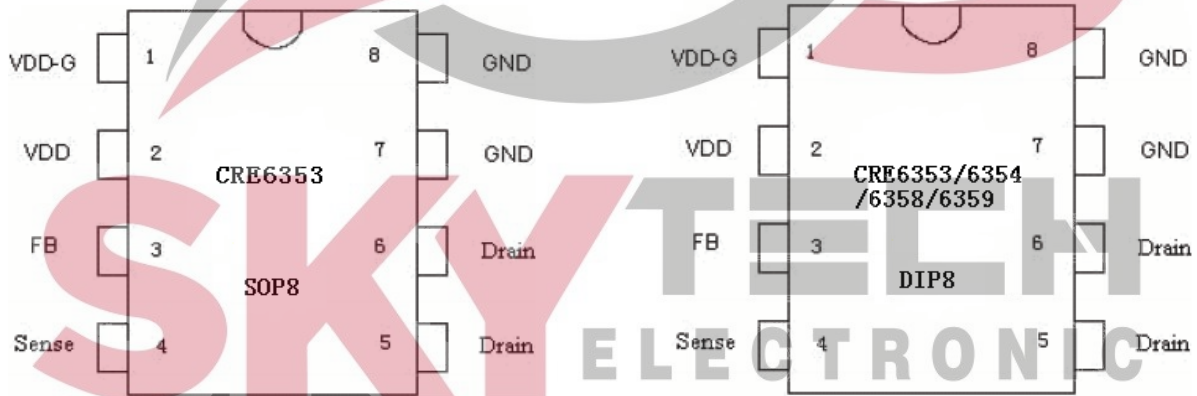 VDD-G 1 8 GND
VDD 2 7 GND
CRE6353
FB 3 6 Drain
SOP8
Sense 4 5 Drain
VDD-G 1 8 GND
VDD 2 7 GND
CRE6353/6354
/6358/6359
FB 3 6 Drain
DIP8
Sense 4 5 Drain
SKYTECH
ELECTRONIC